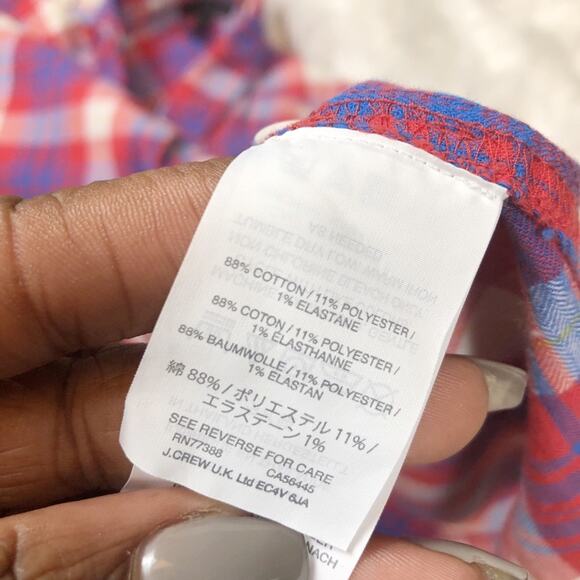 88% COTTON / 11% POLYESTER /
1% ELASTANE
88% COTON / 11% POLYESTER /
1% ELASTHANNE
88% BAUMWOLLE / 11% POLYESTER /
1% ELASTAN
綿 88% / ポリエステル 11% /
エラステーン 1%
SEE REVERSE FOR CARE
RN77388 CA56445
J.CREW U.K. Ltd EC4V 6JA